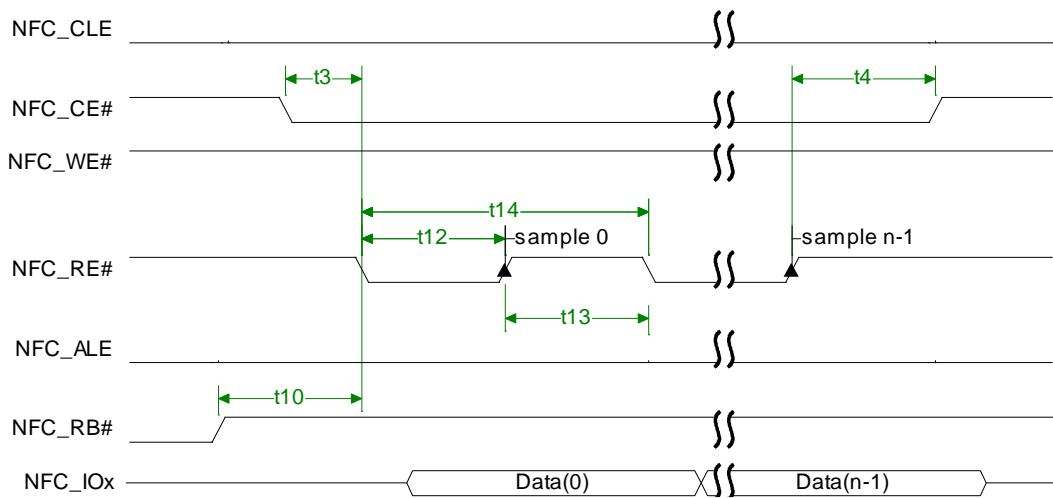 NFC_CLE
t3
t4
NFC_CE#
NFC_WE#
t14
t12
sample 0
sample n-1
NFC_RE#
t13
NFC_ALE
t10
NFC_RB#
NFC_IOx
Data(0)
Data(n-1)